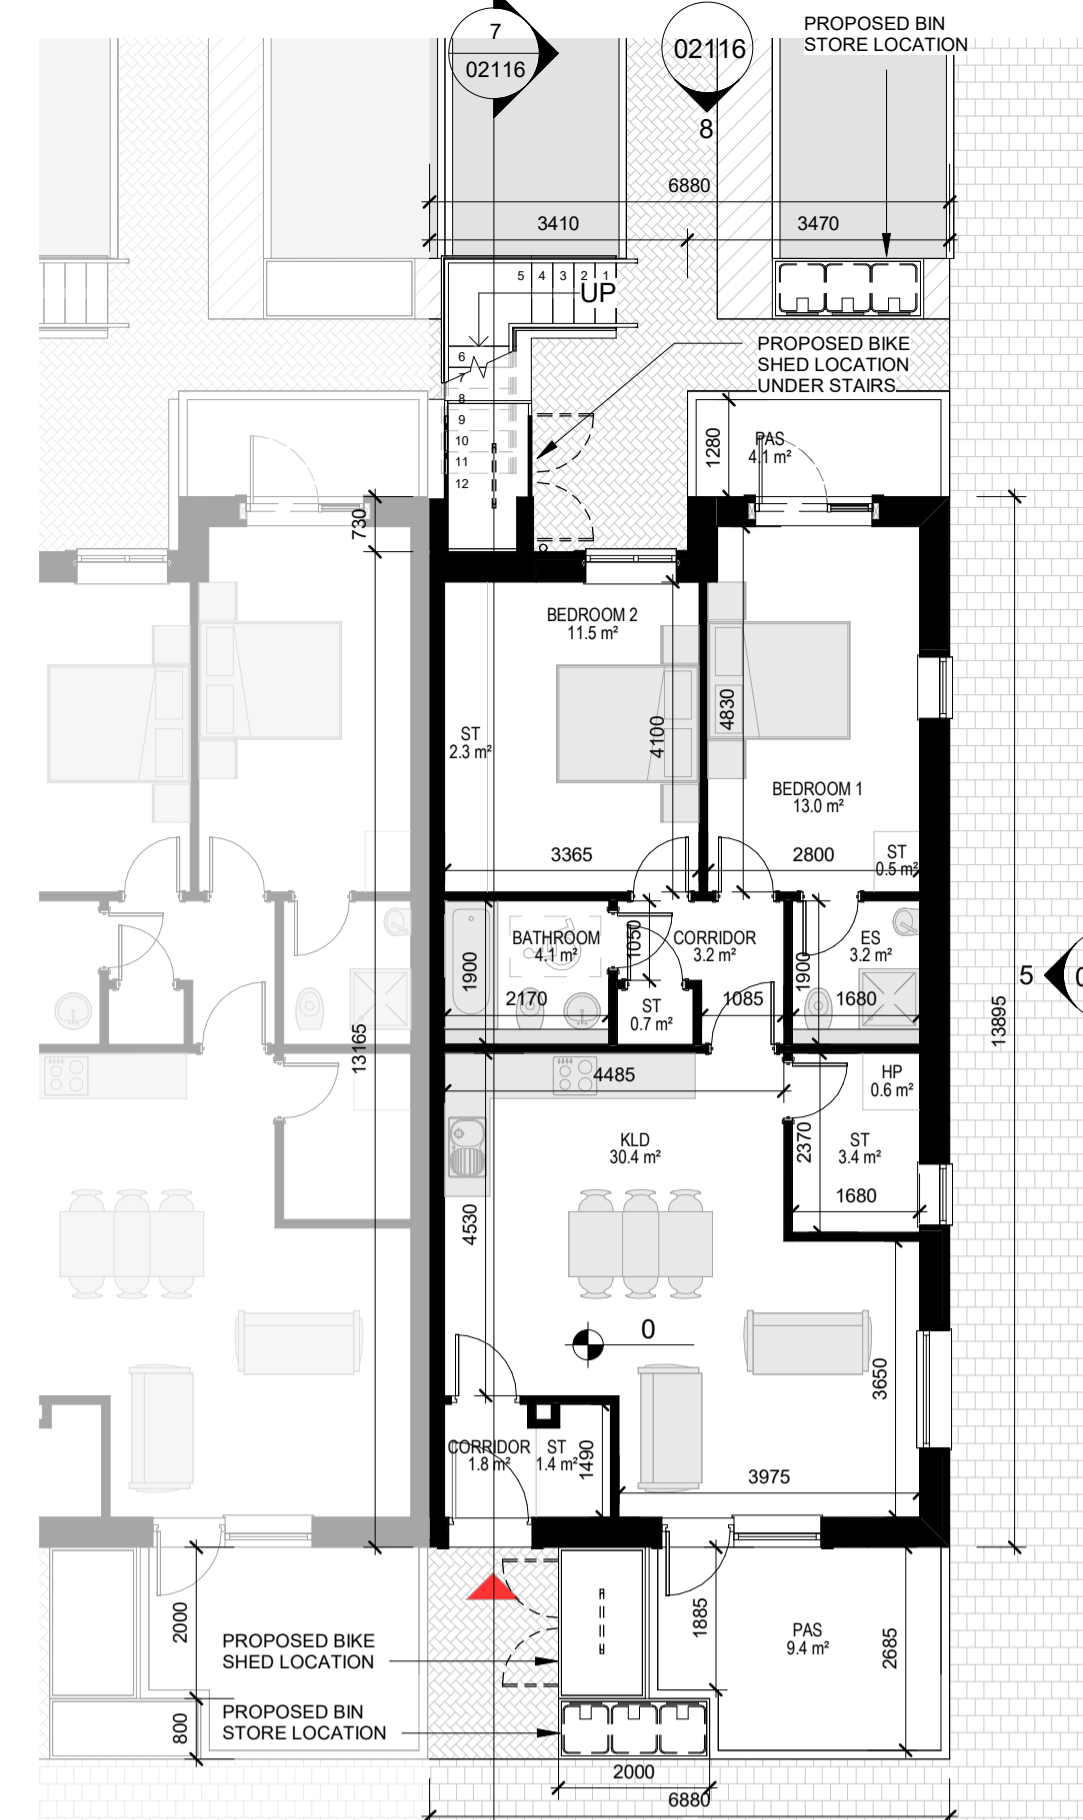 PROPOSED BIN
STORE LOCATION
7
02116
02116
8
6880
3410
3470
5 4 3 2 1
UP
6
7
8
9
10
11
12
PROPOSED BIKE
SHED LOCATION
UNDER STAIRS
1280
PAS
4.1 m²
730
BEDROOM 2
11.5 m²
ST
2.3 m²
4100
4830
BEDROOM 1
13.0 m²
3365
2800
ST
0.5 m²
BATHROOM
4.1 m²
1050
CORRIDOR
3.2 m²
ES
3.2 m²
1900
1900
2170
ST
0.7 m²
1085
1680
5
13895
13165
4485
HP
0.6 m²
KLD
30.4 m²
2370
ST
3.4 m²
1680
4530
0
3650
CORRIDOR
1.8 m²
ST
1.4 m²
1490
3975
2000
PROPOSED BIKE
SHED LOCATION
1885
PAS
9.4 m²
2685
PROPOSED BIN
STORE LOCATION
800
2000
6880